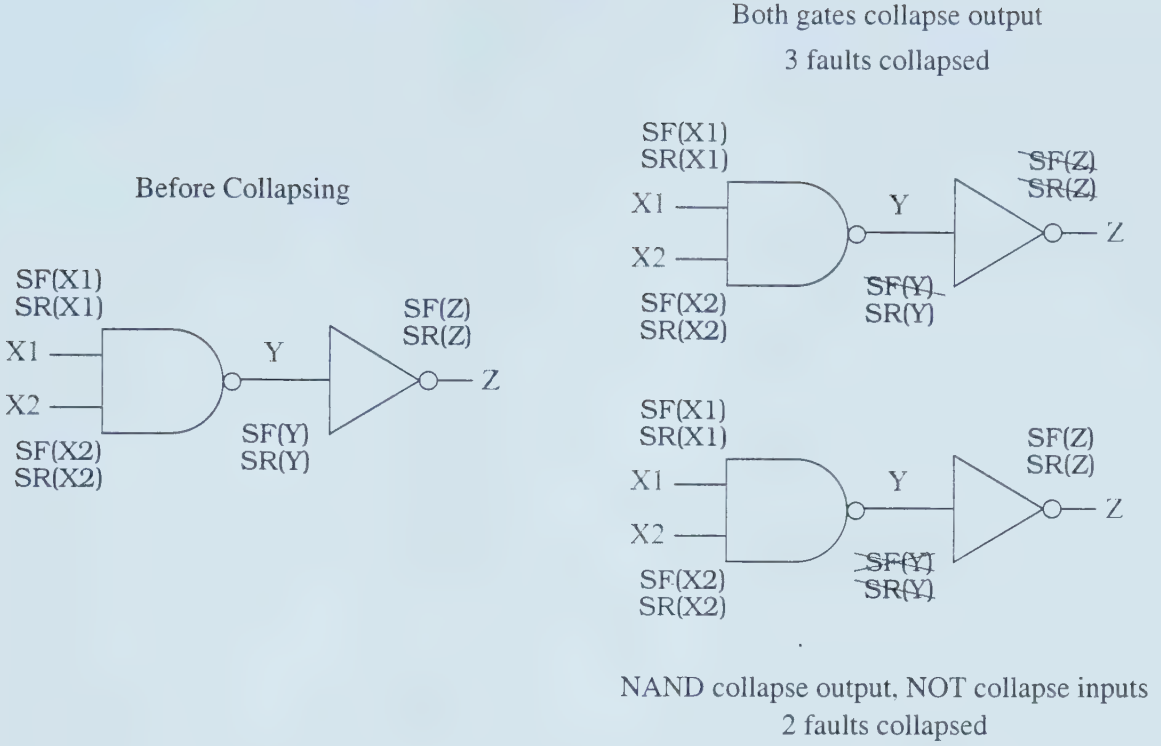 Before Collapsing
SF(X1)
SR(X1)
X1
X2
SF(X2)
SR(X2)
Y
SF(Y)
SR(Y)
SF(Z)
SR(Z)
Z
Both gates collapse output
3 faults collapsed
SF(X1)
SR(X1)
X1
X2
SF(X2)
SR(X2)
Y
SF(Y)
SR(Y)
SF(Z)
SR(Z)
Z
SF(X1)
SR(X1)
X1
X2
SF(X2)
SR(X2)
Y
SF(Y)
SR(Y)
SF(Z)
SR(Z)
Z
NAND collapse output, NOT collapse inputs
2 faults collapsed